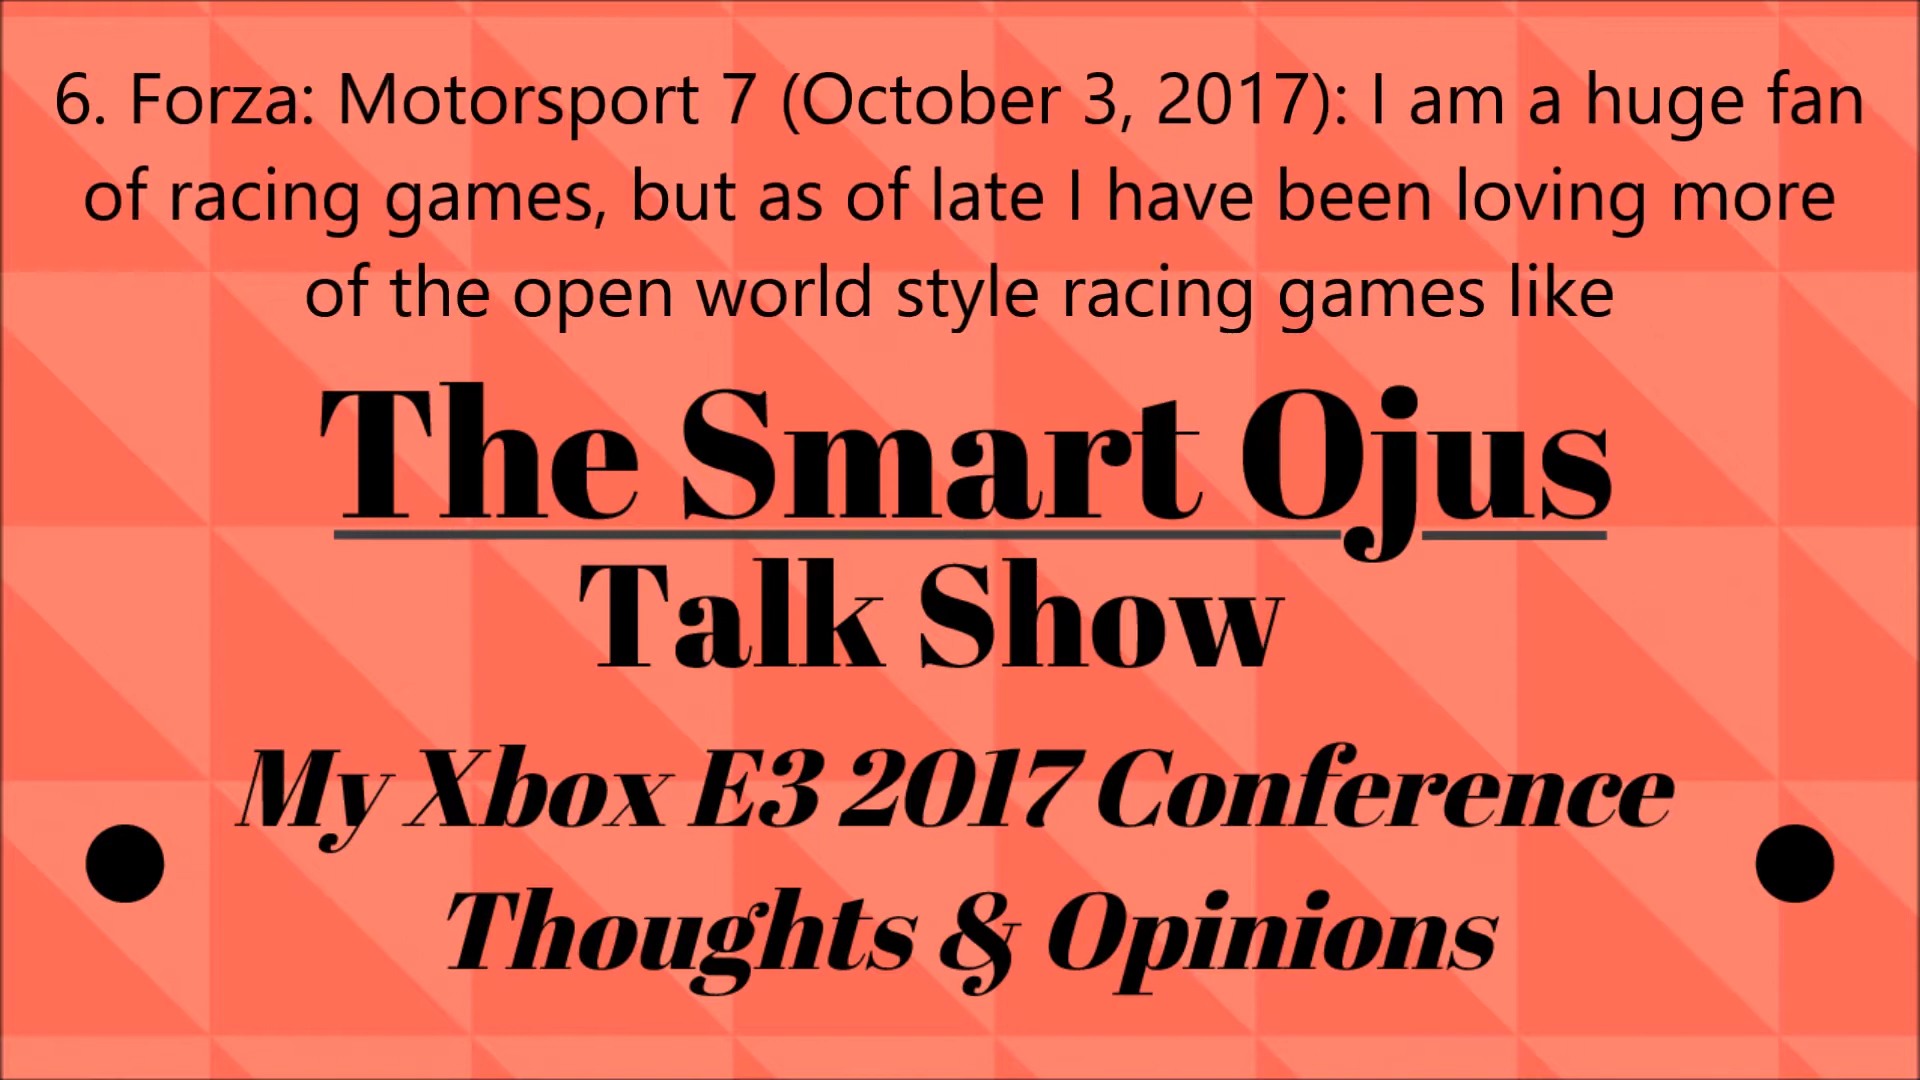 6. Forza: Motorsport 7 (October 3, 2017): I am a huge fan
of racing games, but as of late I have been loving more
of the open world style racing games like
The Smart Ojus
Talk Show
My Xbox E3 2017 Conference
Thoughts & Opinions